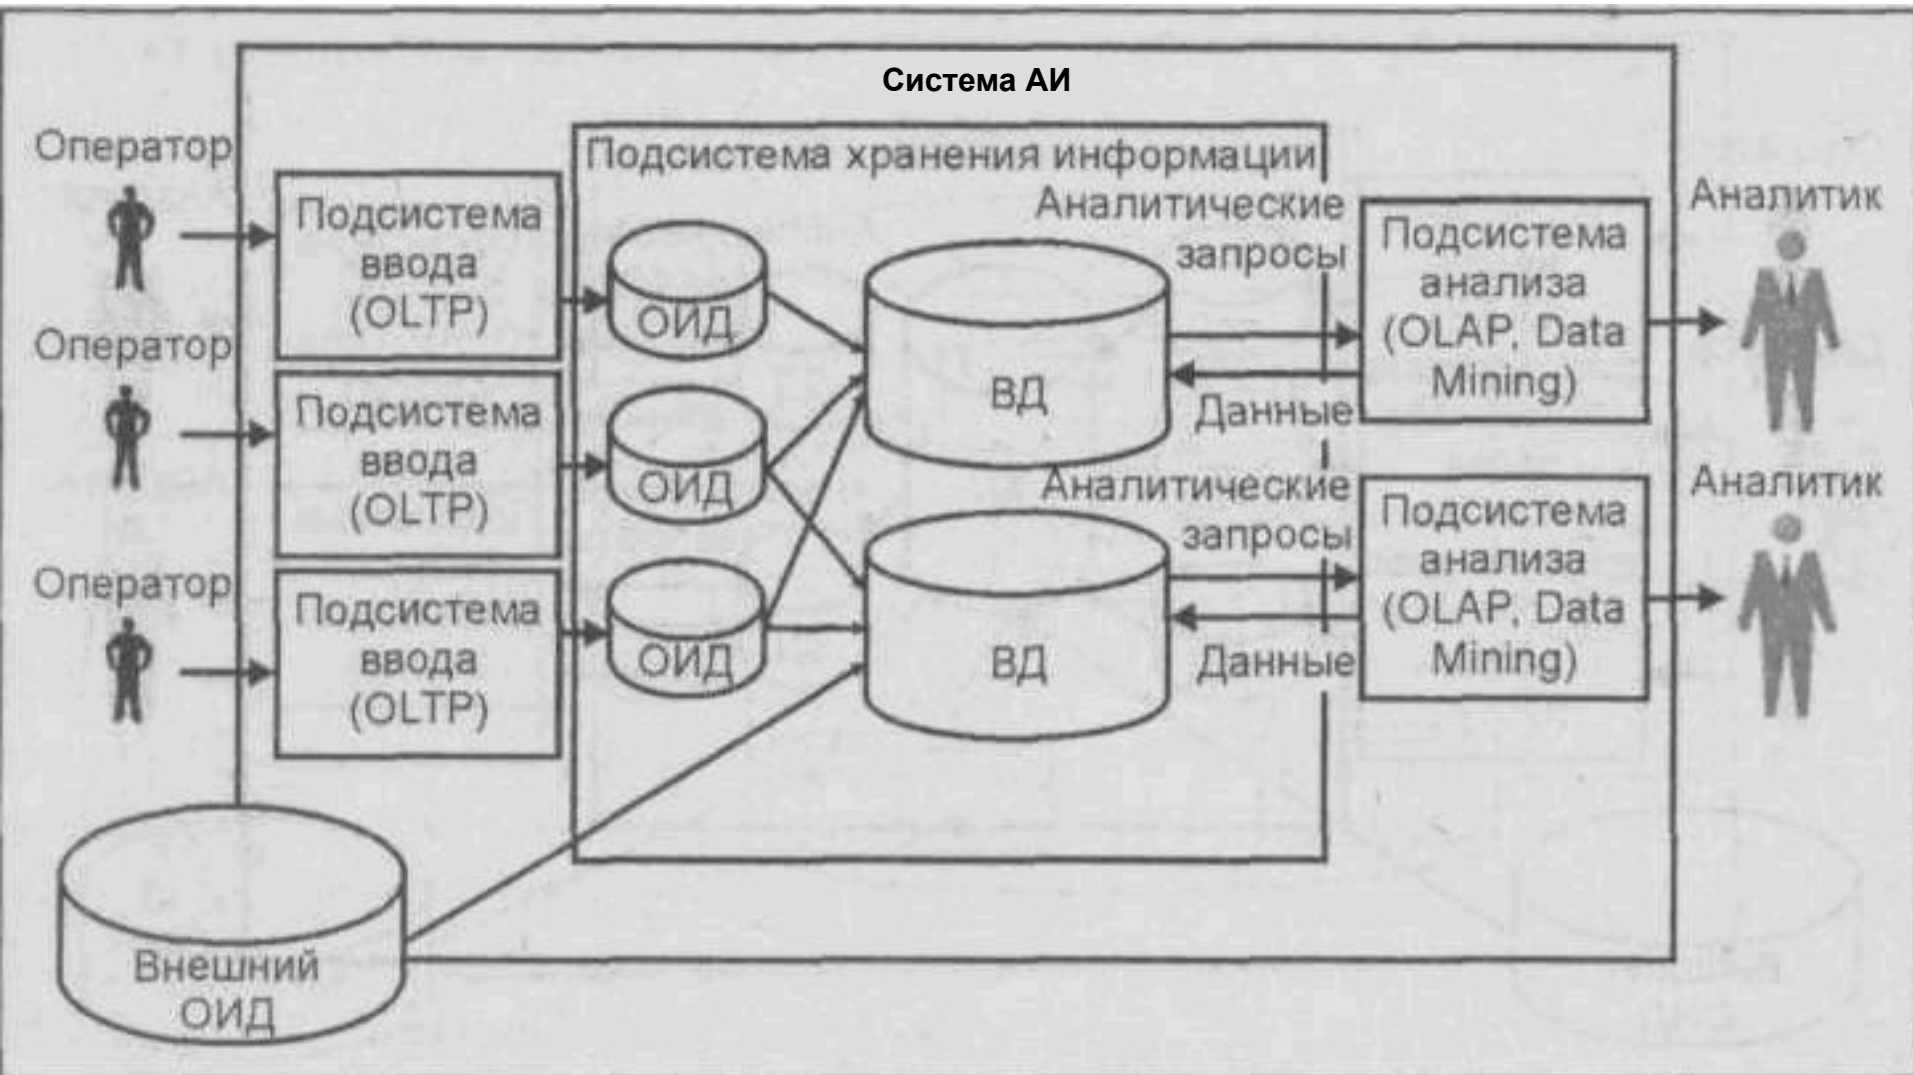 Система АИ
Оператор
Подсистема хранения информации
Подсистема
ввода
(OLTP)
ОИД
Аналитические
запросы
Подсистема
анализа
(OLAP, Data
Mining)
Аналитик
ВД
Данные
Оператор
Подсистема
ввода
(OLTP)
ОИД
Аналитические
запросы
Подсистема
анализа
(OLAP, Data
Mining)
Аналитик
ВД
Данные
Оператор
Подсистема
ввода
(OLTP)
ОИД
Внешний
ОИД